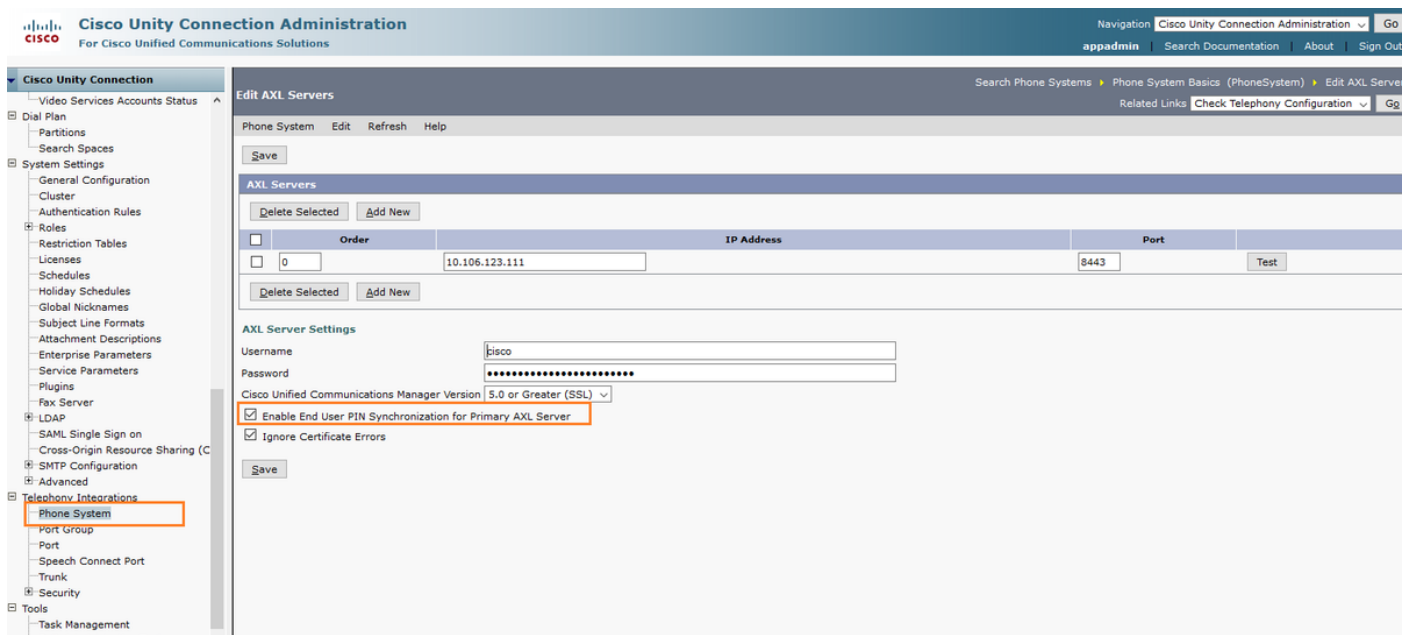 cisco
Cisco Unity Connection Administration
For Cisco Unified Communications Solutions
Navigation Cisco Unity Connection Administration Go
appadmin | Search Documentation | About | Sign Out
Cisco Unity Connection
Video Services Accounts Status
Dial Plan
Partitions
Search Spaces
System Settings
General Configuration
Cluster
Authentication Rules
Roles
Restriction Tables
Licenses
Schedules
Holiday Schedules
Global Nicknames
Subject Line Formats
Attachment Descriptions
Enterprise Parameters
Service Parameters
Plugins
Fax Server
LDAP
SAML Single Sign on
Cross-Origin Resource Sharing (C
SMTP Configuration
Advanced
Telephony Integrations
Phone System
Port Group
Port
Speech Connect Port
Trunk
Security
Tools
Task Management
Edit AXL Servers
Search Phone Systems Phone System Basics (PhoneSystem) Edit AXL Server
Related Links Check Telephony Configuration Go
Phone System Edit Refresh Help
Save
AXL Servers
Delete Selected Add New
Order IP Address Port
0 10.106.123.111 8443 Test
Delete Selected Add New
AXL Server Settings
Username cisco
Password
Cisco Unified Communications Manager Version 5.0 or Greater (SSL)
Enable End User PIN Synchronization for Primary AXL Server
Ignore Certificate Errors
Save